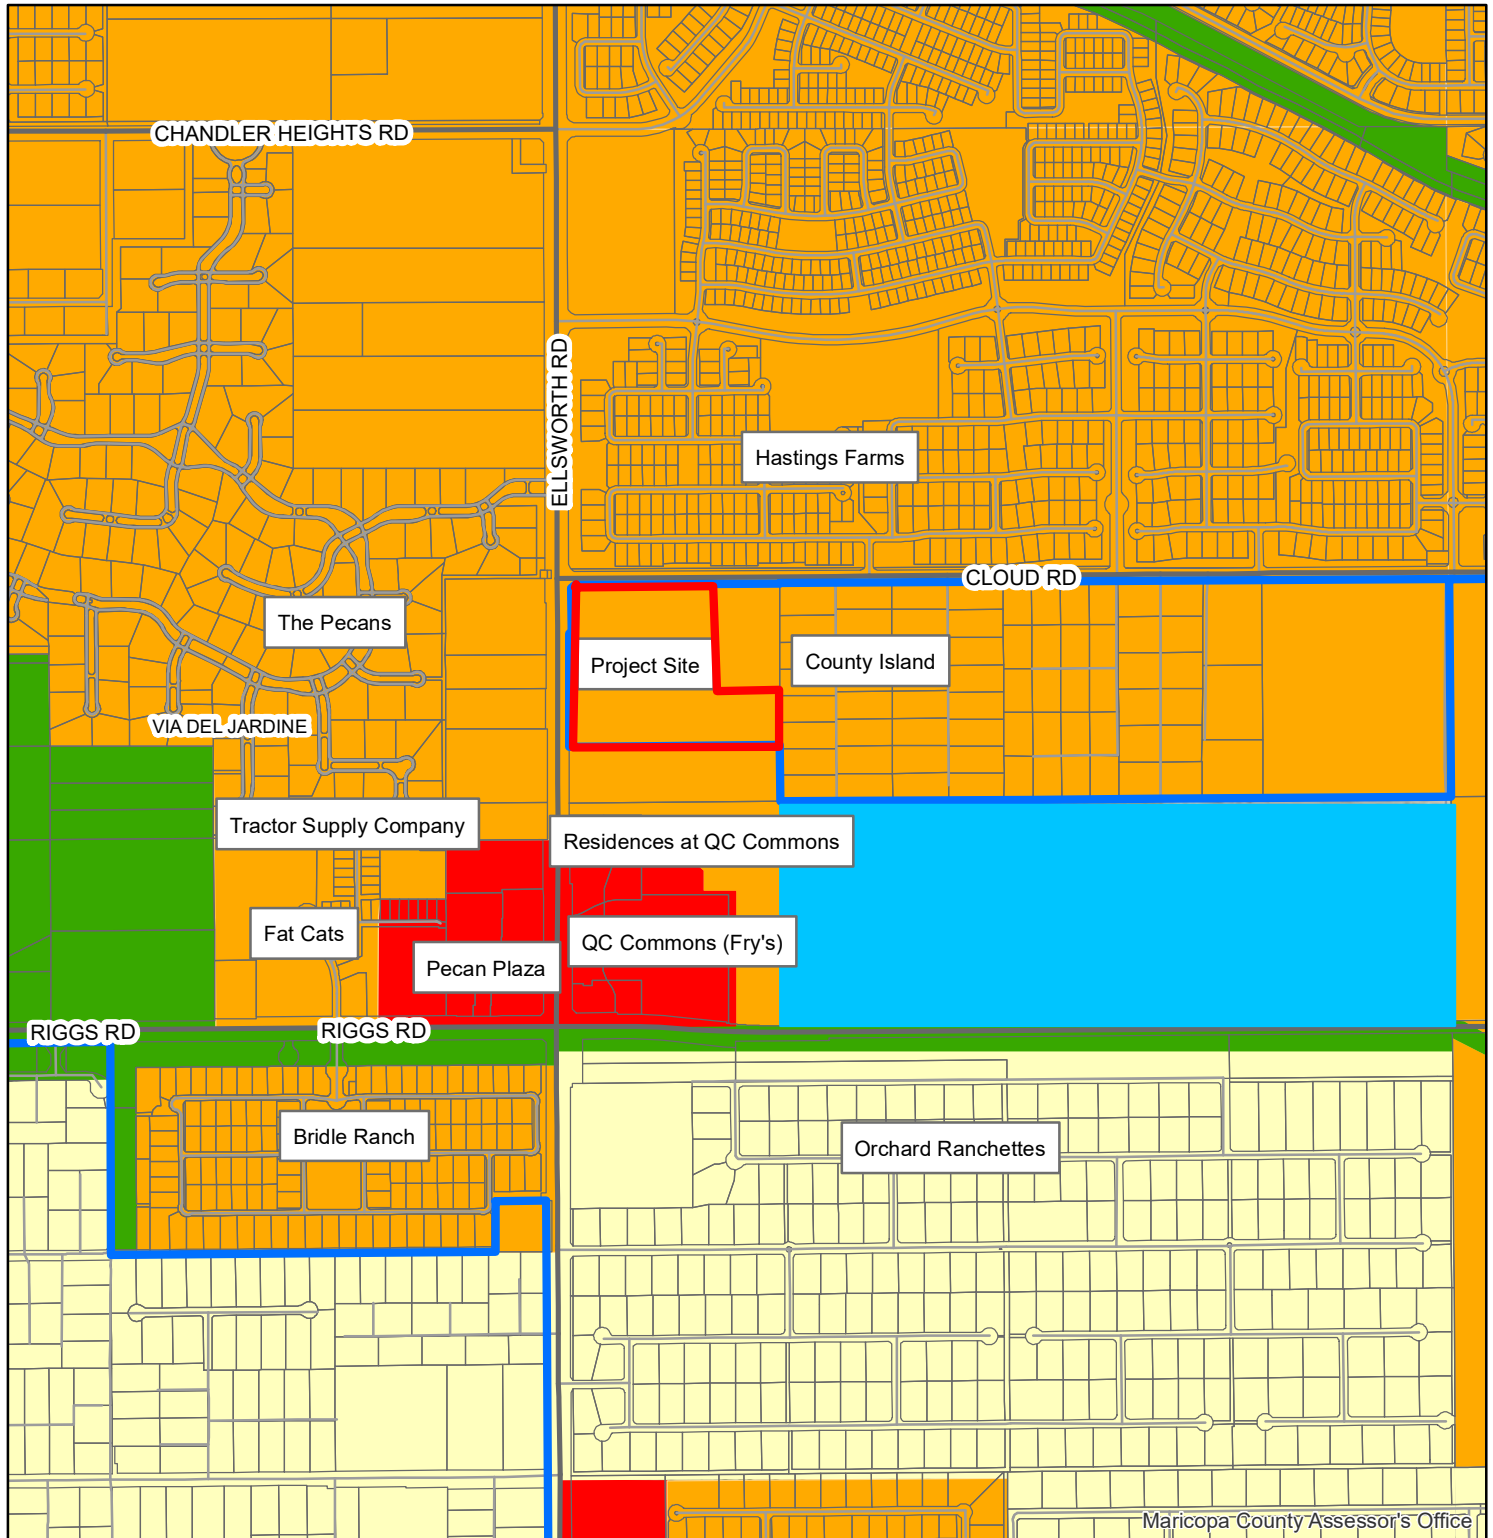 CHANDLER HEIGHTS RD
ELLSWORTH RD
Hastings Farms
CLOUD RD
The Pecans
Project Site
County Island
VIA DEL JARDINE
Tractor Supply Company
Residences at QC Commons
Fat Cats
QC Commons (Fry's)
Pecan Plaza
RIGGS RD
RIGGS RD
Bridle Ranch
Orchard Ranchettes
Maricopa County Assessor's Office